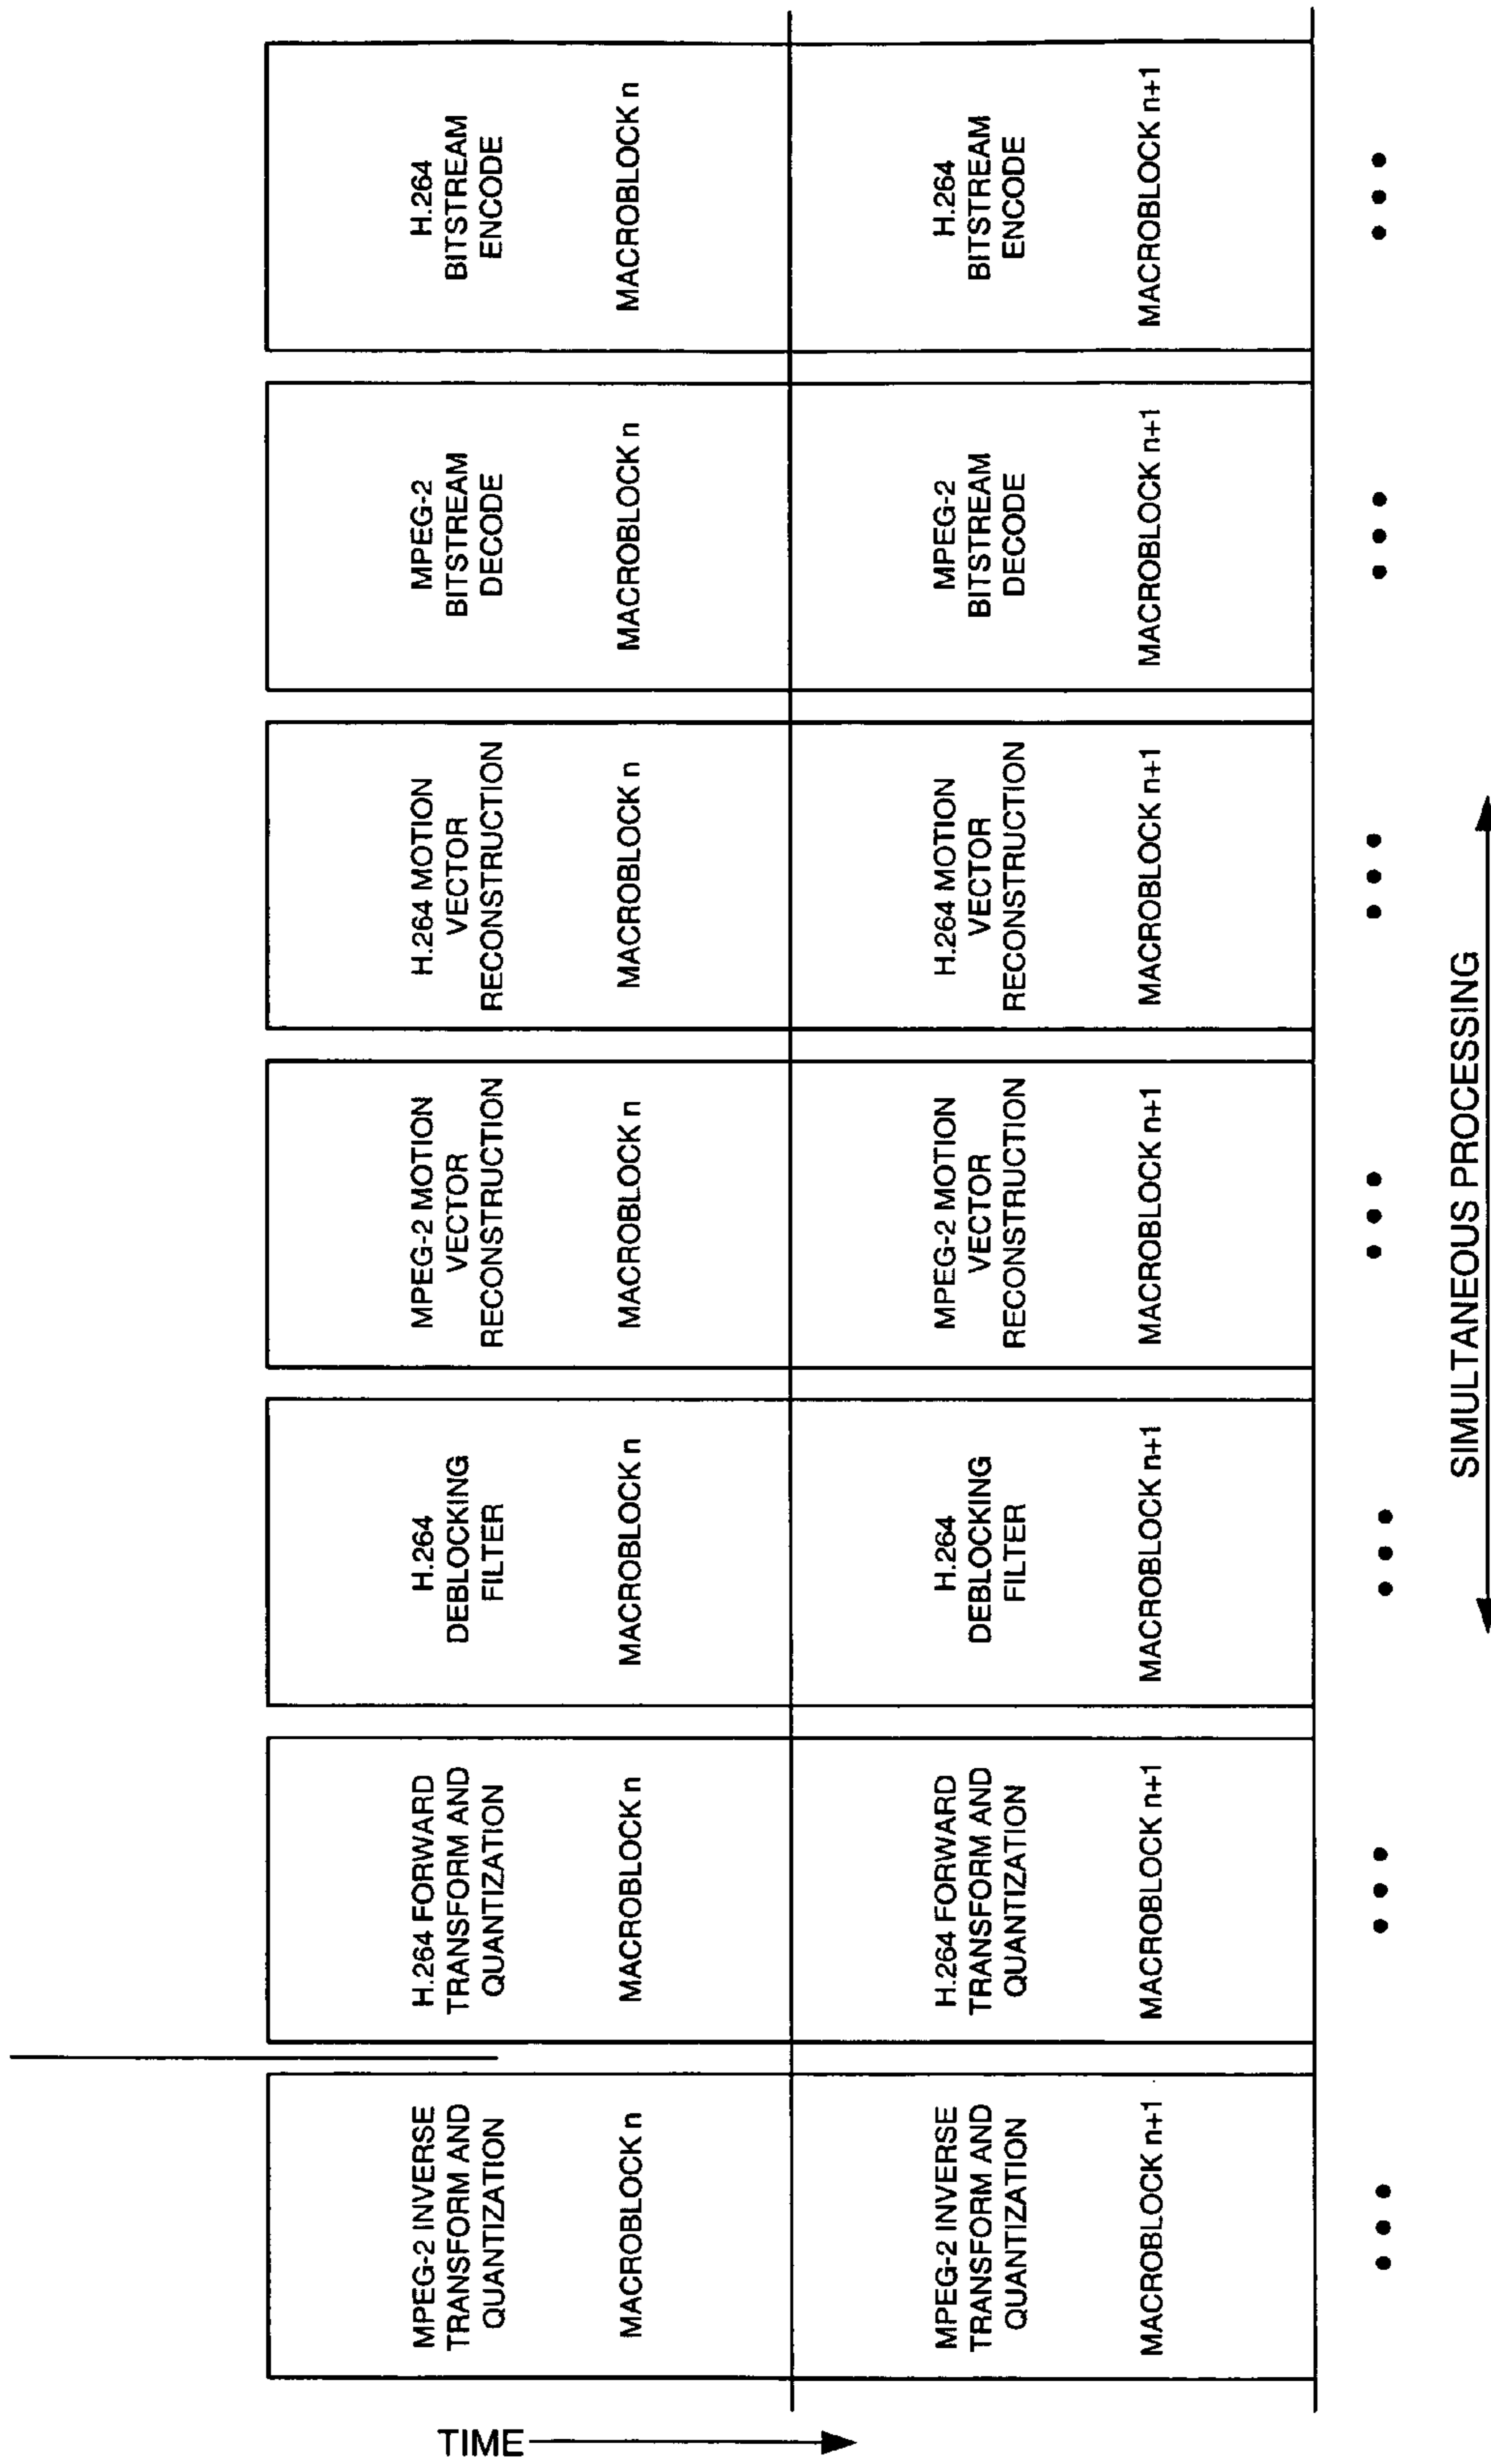 TIME
MPEG-2 INVERSE
TRANSFORM AND
QUANTIZATION
MACROBLOCK n
H.264 FORWARD
TRANSFORM AND
QUANTIZATION
MACROBLOCK n
H.264
DEBLOCKING
FILTER
MACROBLOCK n
MPEG-2 MOTION
VECTOR
RECONSTRUCTION
MACROBLOCK n
H.264 MOTION
VECTOR
RECONSTRUCTION
MACROBLOCK n
MPEG-2
BITSTREAM
DECODE
MACROBLOCK n
H.264
BITSTREAM
ENCODE
MACROBLOCK n
MPEG-2 INVERSE
TRANSFORM AND
QUANTIZATION
MACROBLOCK n+1
H.264 FORWARD
TRANSFORM AND
QUANTIZATION
MACROBLOCK n+1
H.264
DEBLOCKING
FILTER
MACROBLOCK n+1
MPEG-2 MOTION
VECTOR
RECONSTRUCTION
MACROBLOCK n+1
H.264 MOTION
VECTOR
RECONSTRUCTION
MACROBLOCK n+1
MPEG-2
BITSTREAM
DECODE
MACROBLOCK n+1
H.264
BITSTREAM
ENCODE
MACROBLOCK n+1
SIMULTANEOUS PROCESSING